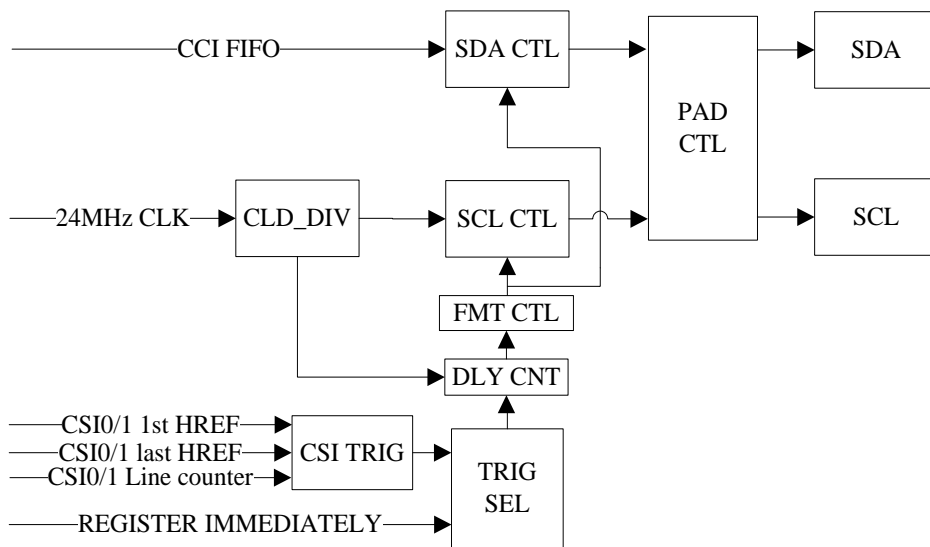 CCI FIFO
SDA CTL
SDA
PAD
CTL
24MHz CLK
CLD_DIV
SCL CTL
SCL
FMT CTL
DLY CNT
CSI0/1 1st HREF
CSI0/1 last HREF
CSI0/1 Line counter
CSI TRIG
TRIG
SEL
REGISTER IMMEDIATELY